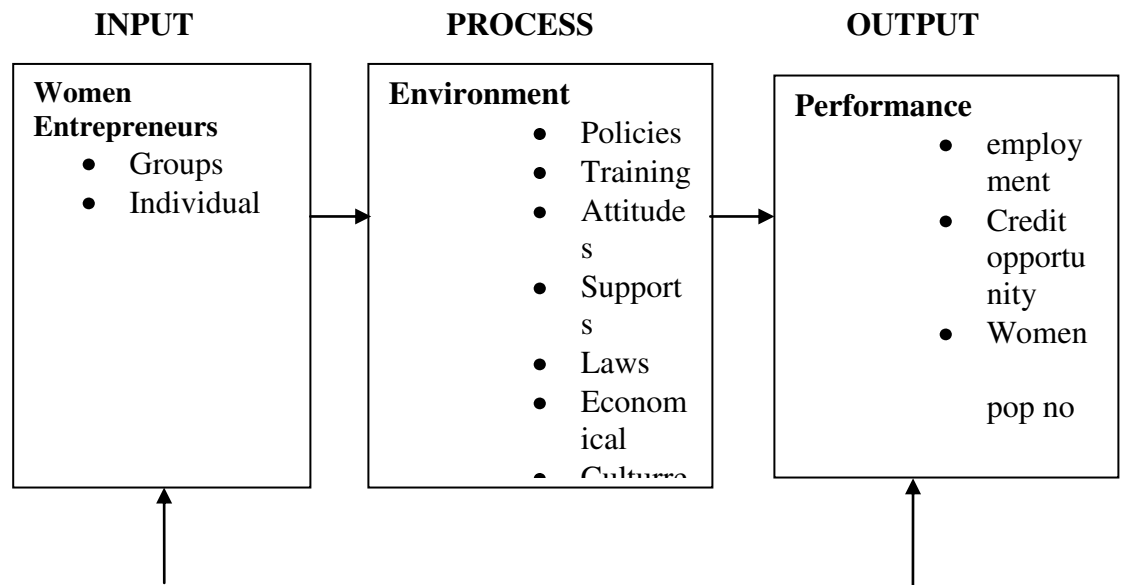 INPUT
PROCESS
OUTPUT
Women
Entrepreneurs
• Groups
• Individual
Environment
• Policies
• Training
• Attitude
s
• Support
s
• Laws
• Econom
ical
• Culturre
Performance
• employ
ment
• Credit
opportu
nity
• Women
pop no